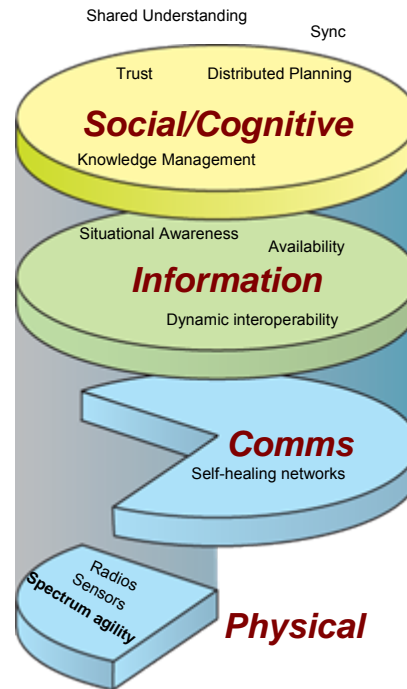 Shared Understanding
Sync
Trust
Distributed Planning
Social/Cognitive
Knowledge Management
Situational Awareness
Availability
Information
Dynamic interoperability
Comms
Self-healing networks
Radios
Sensors
Spectrum agility
Physical